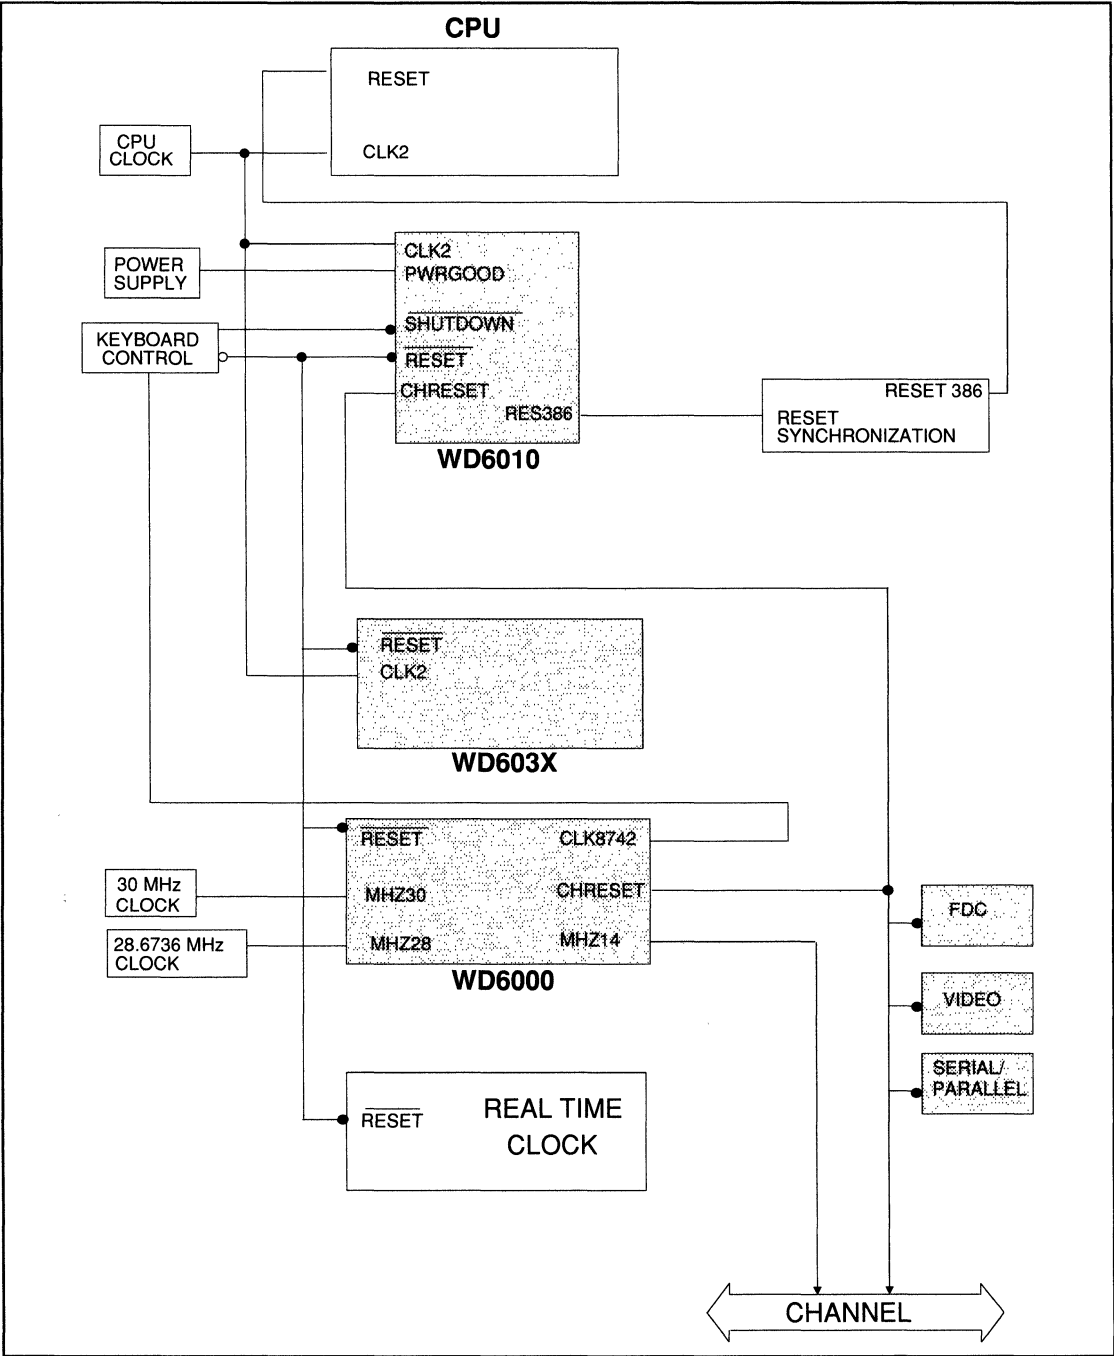 CPU
RESET
CPU
CLOCK
CLK2
POWER
SUPPLY
CLK2
PWRGOOD
KEYBOARD
CONTROL
SHUTDOWN
RESET
CHRESET
RES386
WD6010
RESET 386
RESET
SYNCHRONIZATION
RESET
CLK2
WD603X
RESET
CLK8742
30 MHz
CLOCK
MHZ30
CHRESET
28.6736 MHz
CLOCK
MHZ28
MHZ14
WD6000
FDC
VIDEO
SERIAL/
PARALLEL
RESET
REAL TIME
CLOCK
CHANNEL